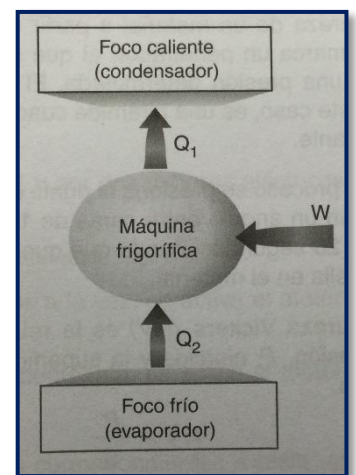 Foco caliente
(condensador)
Q₁
Máquina
frigorífica
W
Q₂
Foco frío
(evaporador)